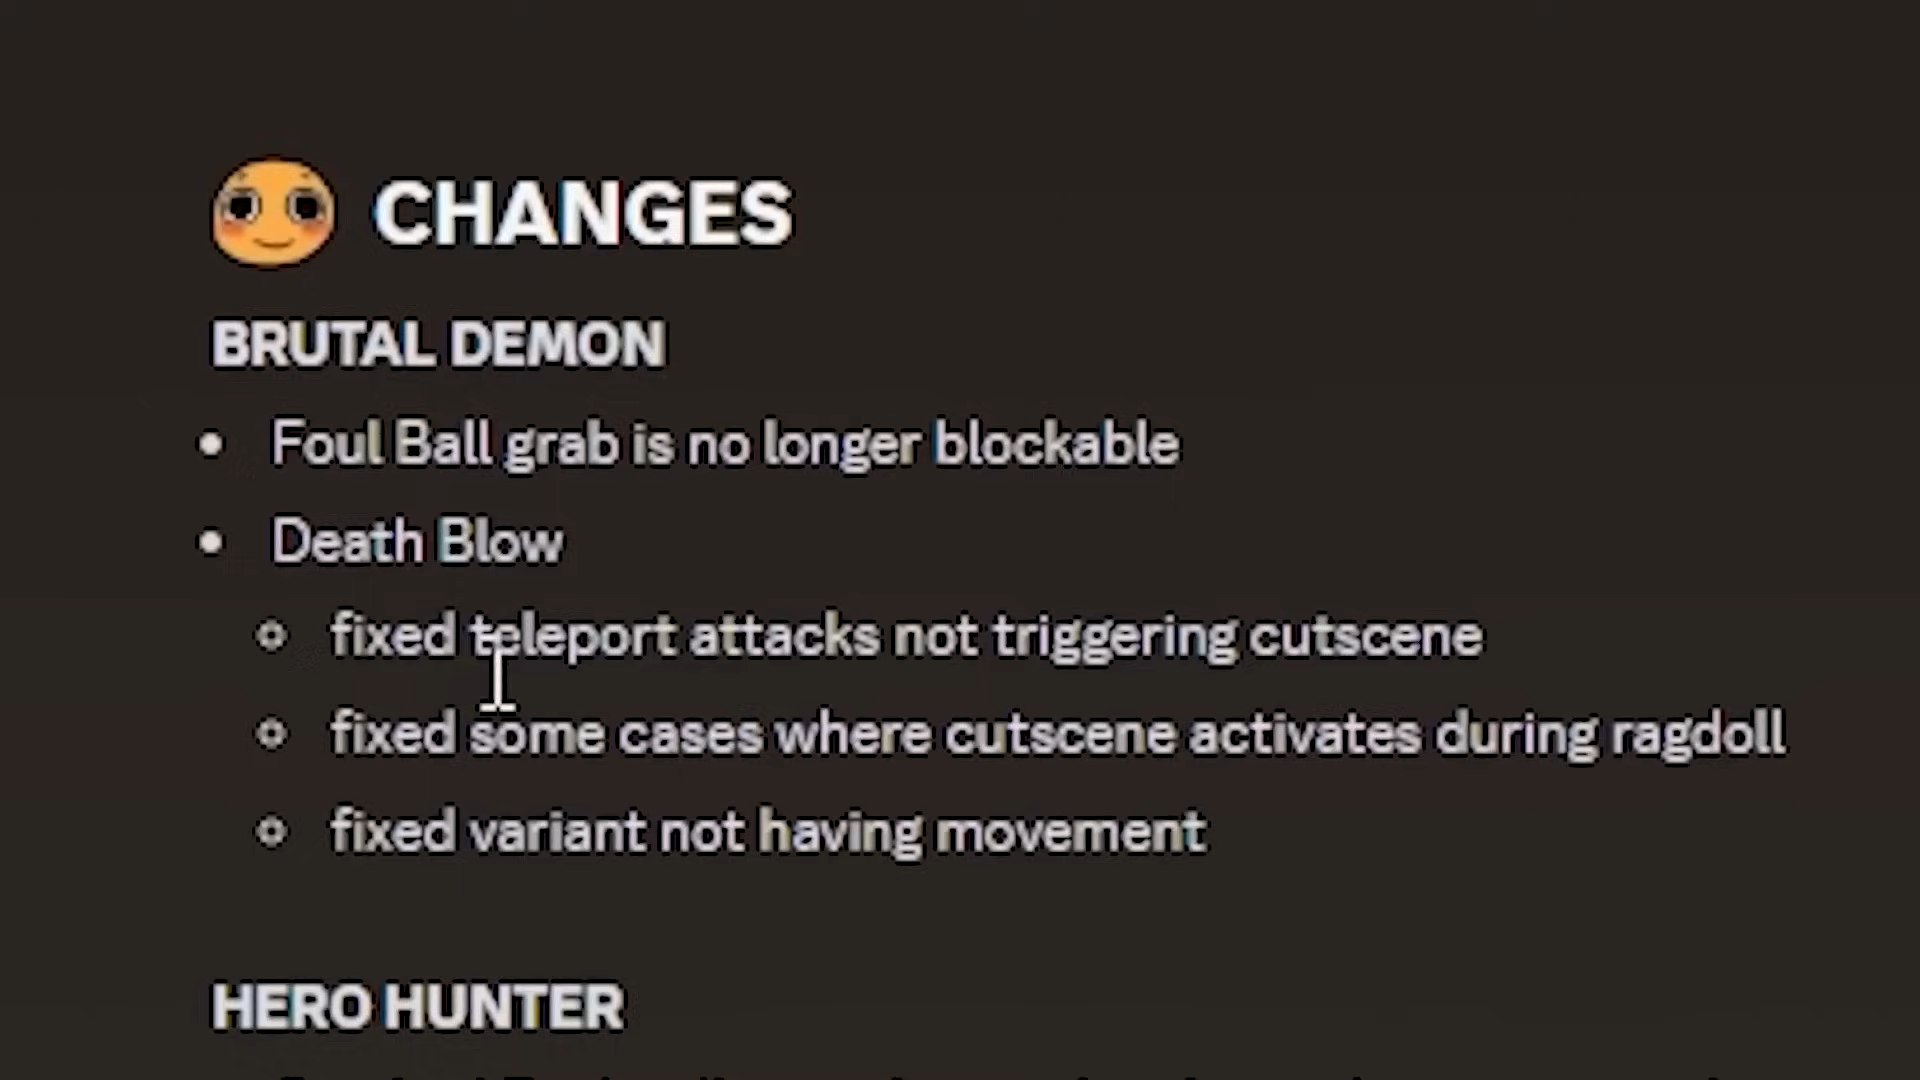 CHANGES
BRUTAL DEMON
Foul Ball grab is no longer blockable
Death Blow
fixed teleport attacks not triggering cutscene
fixed some cases where cutscene activates during ragdoll
fixed variant not having movement
HERO HUNTER